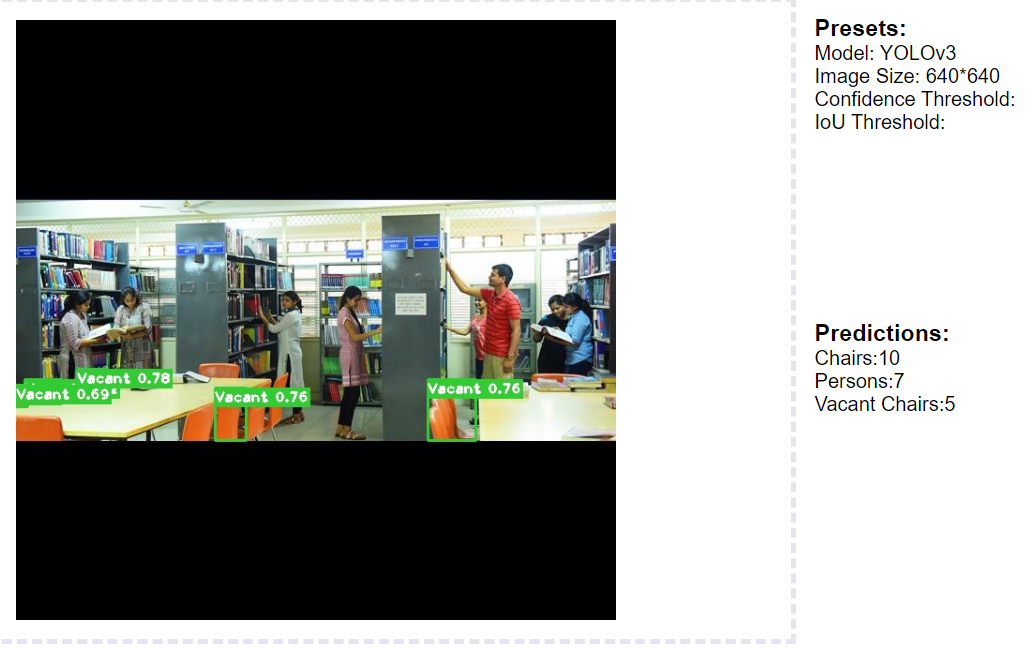 Presets:
Model: YOLOv3
Image Size: 640*640
Confidence Threshold:
IoU Threshold:
Vacant 0.78
Vacant 0.69
Vacant 0.76
Vacant 0.76
Predictions:
Chairs:10
Persons:7
Vacant Chairs:5